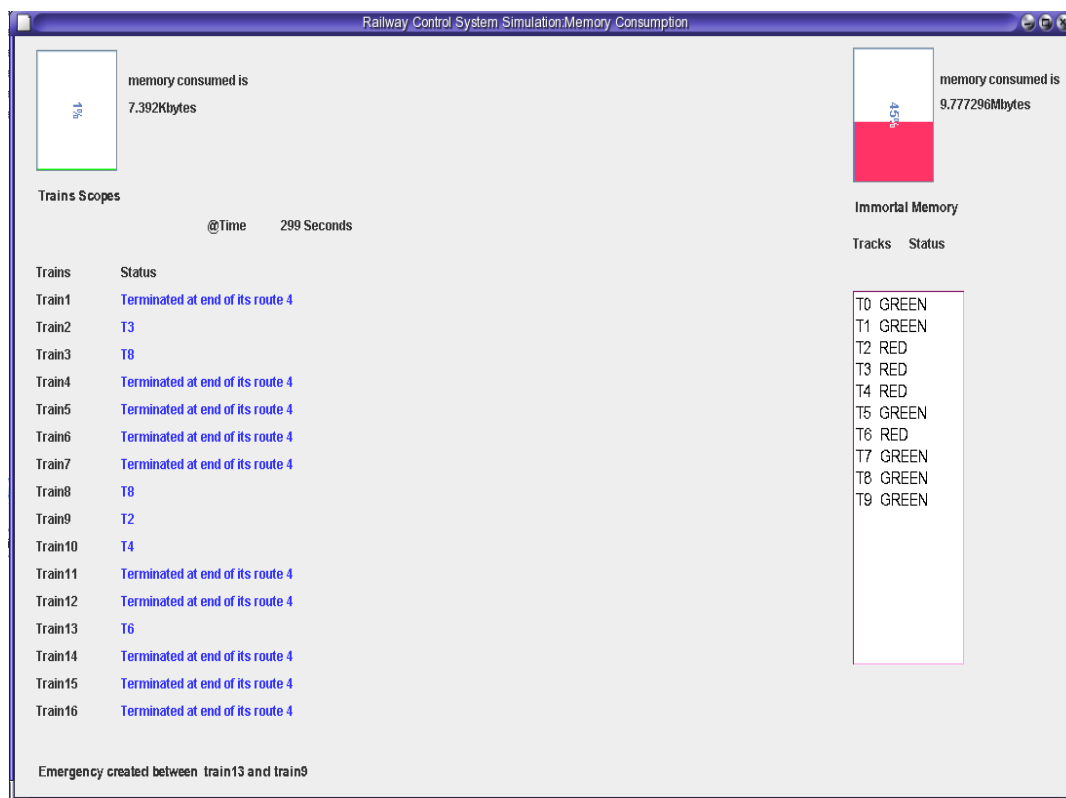 Railway Control System Simulation:Memory Consumption
1%
memory consumed is
7.392Kbytes
Trains Scopes
45%
memory consumed is
9.777296Mbytes
Immortal Memory
@Time 299 Seconds
Tracks Status
Trains Status
Train1 Terminated at end of its route 4
Train2 T3
Train3 T8
Train4 Terminated at end of its route 4
Train5 Terminated at end of its route 4
Train6 Terminated at end of its route 4
Train7 Terminated at end of its route 4
Train8 T8
Train9 T2
Train10 T4
Train11 Terminated at end of its route 4
Train12 Terminated at end of its route 4
Train13 T6
Train14 Terminated at end of its route 4
Train15 Terminated at end of its route 4
Train16 Terminated at end of its route 4
T0 GREEN
T1 GREEN
T2 RED
T3 RED
T4 RED
T5 GREEN
T6 RED
T7 GREEN
T8 GREEN
T9 GREEN
Emergency created between train13 and train9